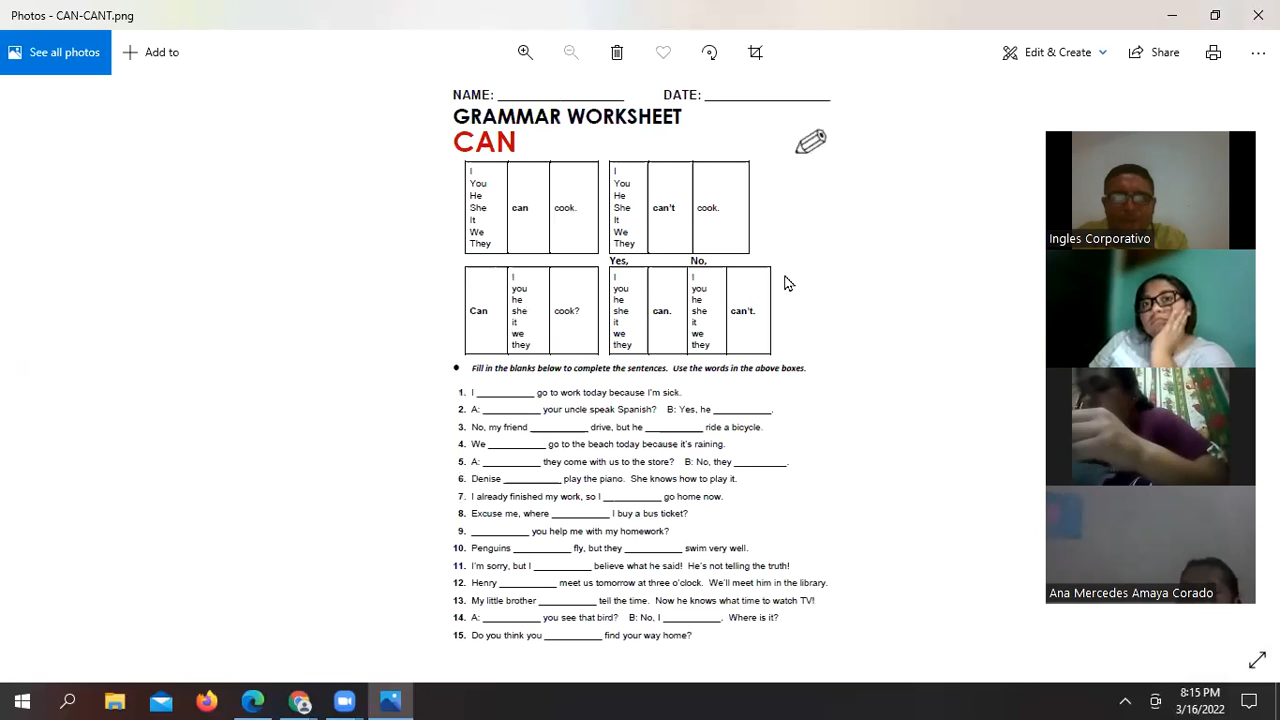 Photos - CAN-CANT.png
See all photos
Add to
Edit & Create
Share
NAME: __________________ DATE: __________________
GRAMMAR WORKSHEET
CAN
I
You
He
She
It
We
They
can
cook.
I
You
He
She
It
We
They
can't
cook.
Yes, No,
Can
I
you
he
she
it
we
they
cook?
I
you
he
she
it
we
they
can.
I
you
he
she
it
we
they
can't.
● Fill in the blanks below to complete the sentences. Use the words in the above boxes.
1. I __________ go to work today because I'm sick.
2. A: __________ your uncle speak Spanish? B: Yes, he __________.
3. No, my friend __________ drive, but he __________ ride a bicycle.
4. We __________ go to the beach today because it's raining.
5. A: __________ they come with us to the store? B: No, they __________.
6. Denise __________ play the piano. She knows how to play it.
7. I already finished my work, so I __________ go home now.
8. Excuse me, where __________ I buy a bus ticket?
9. __________ you help me with my homework?
10. Penguins __________ fly, but they __________ swim very well.
11. I'm sorry, but I __________ believe what he said! He's not telling the truth!
12. Henry __________ meet us tomorrow at three o'clock. We'll meet him in the library.
13. My little brother __________ tell the time. Now he knows what time to watch TV!
14. A: __________ you see that bird? B: No, I __________. Where is it?
15. Do you think you __________ find your way home?
Ingles Corporativo
Ana Mercedes Amaya Corado
8:15 PM
3/16/2022